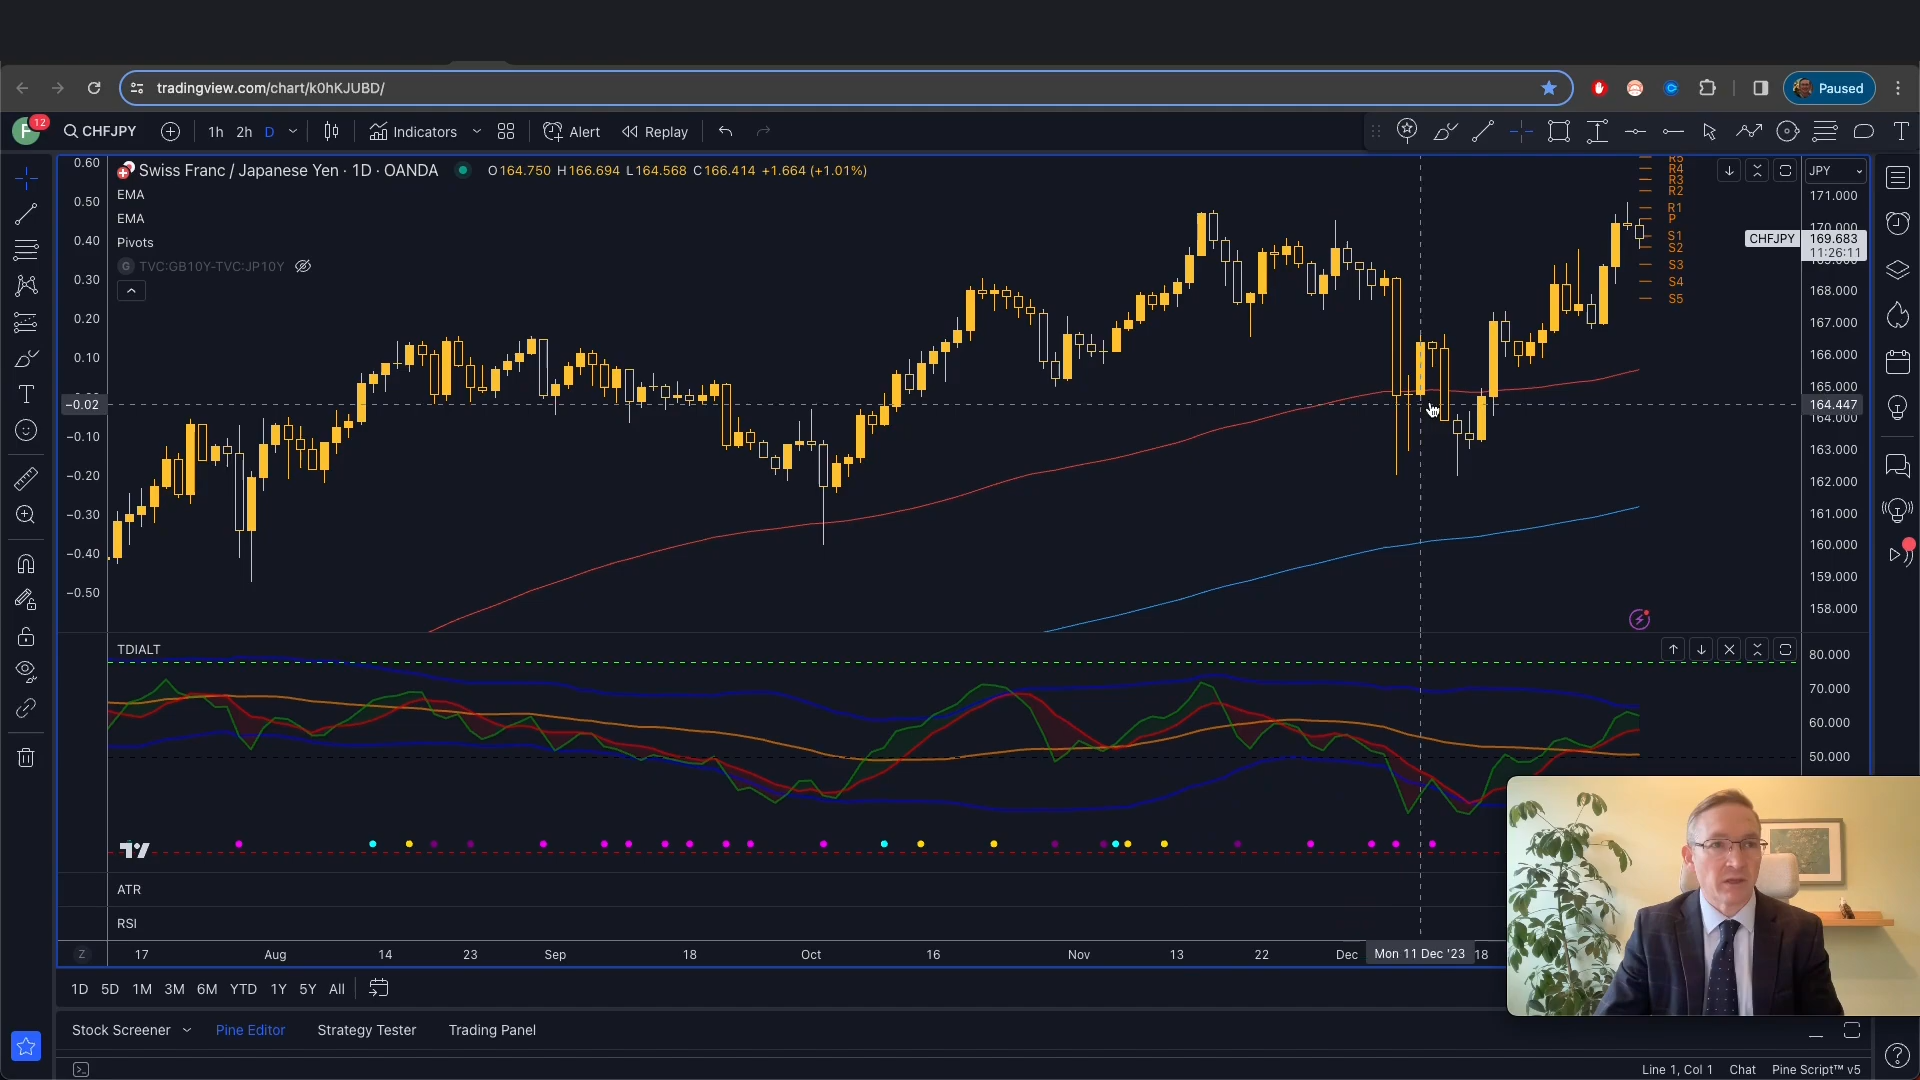 tradingview.com/chart/k0hKJUBD/
Paused
F
12
CHFJPY
1h 2h D
Indicators
Alert
Replay
Swiss Franc / Japanese Yen · 1D · OANDA
O164.750 H166.694 L164.568 C166.414 +1.664 (+1.01%)
EMA
EMA
Pivots
G TVC:GB10Y-TVC:JP10Y
0.60
0.50
0.40
0.30
0.20
0.10
−0.02
−0.10
−0.20
−0.30
−0.40
−0.50
R5
R4
R3
R2
R1
P
S1
S2
S3
S4
S5
JPY
171.000
170.000
CHFJPY 169.683
11:26:11
169.000
168.000
167.000
166.000
165.000
164.447
164.000
163.000
162.000
161.000
160.000
159.000
158.000
TDIALT
80.000
70.000
60.000
50.000
ATR
RSI
Z
17 Aug 14 23 Sep 18 Oct 16 Nov 13 22 Dec Mon 11 Dec '23 18
1D 5D 1M 3M 6M YTD 1Y 5Y All
Stock Screener Pine Editor Strategy Tester Trading Panel
Line 1, Col 1 Chat Pine Script™ v5